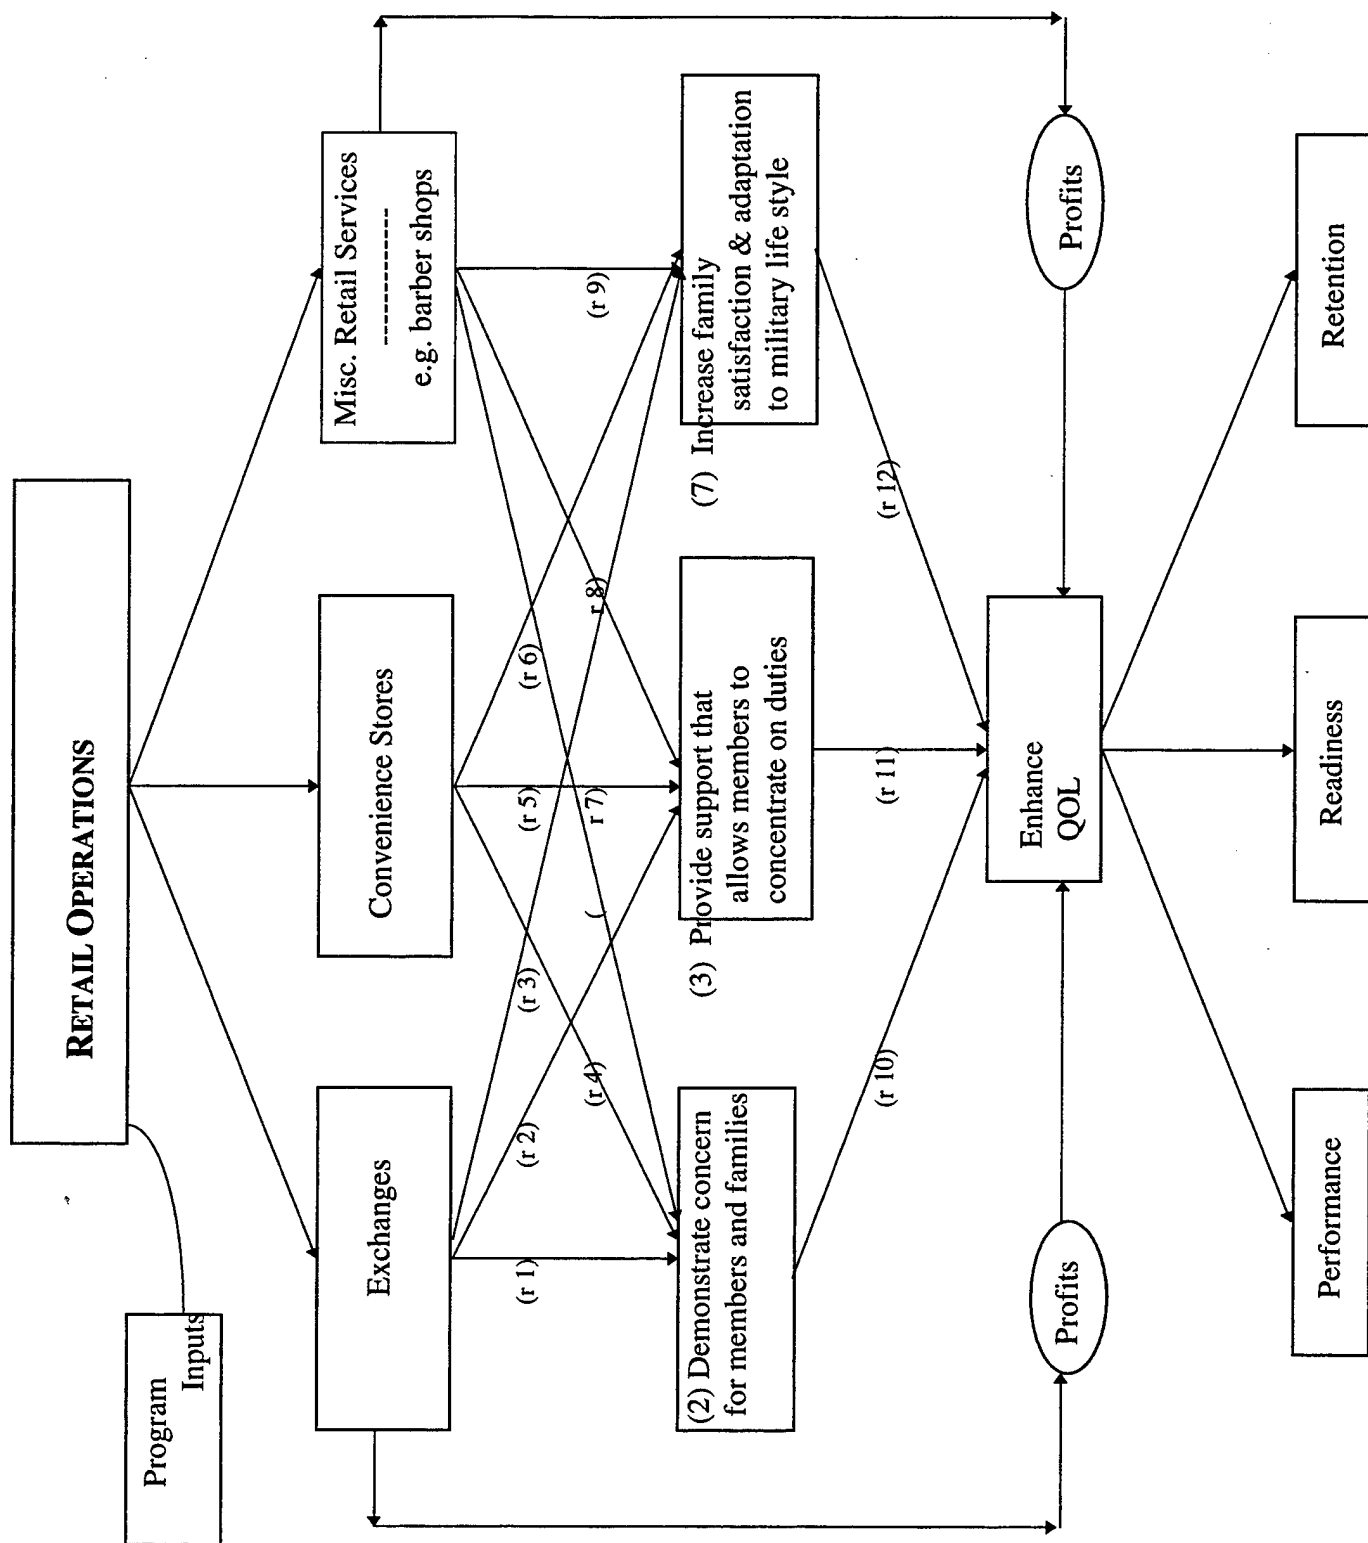 RETAIL OPERATIONS
Program
Inputs
Exchanges
Convenience Stores
Misc. Retail Services
-------------
e.g. barber shops
(r 1)
(r 2)
(r 3)
(r 4)
(r 5)
(r 6)
( r 7)
r 8)
(r 9)
(2) Demonstrate concern
for members and families
(3) Provide support that
allows members to
concentrate on duties
(7) Increase family
satisfaction & adaptation
to military life style
(r 10)
(r 11)
(r 12)
Profits
Enhance
QOL
Profits
Performance
Readiness
Retention